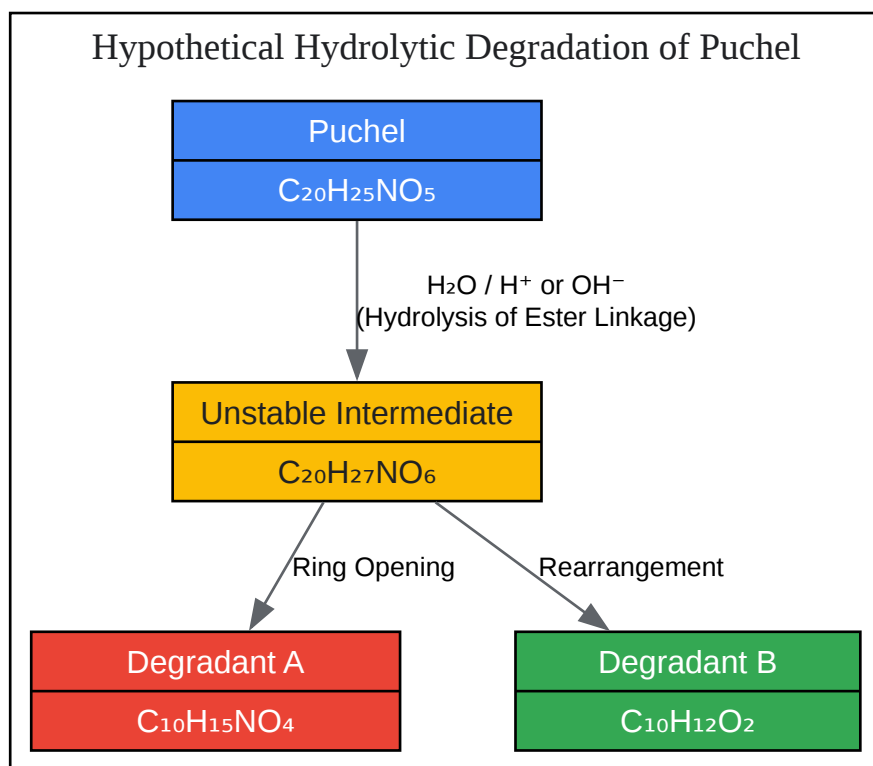 Hypothetical Hydrolytic Degradation of Puchel
Puchel
C₂₀H₂₅NO₅
H₂O / H⁺ or OH⁻
(Hydrolysis of Ester Linkage)
Unstable Intermediate
C₂₀H₂₇NO₆
Ring Opening
Rearrangement
Degradant A
C₁₀H₁₅NO₄
Degradant B
C₁₀H₁₂O₂